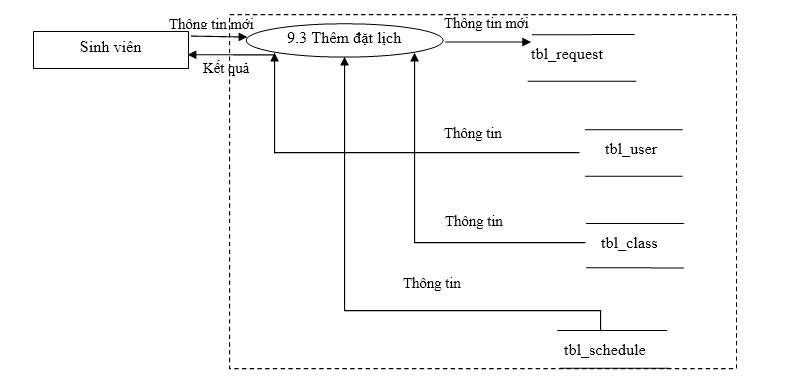 Thông tin mới
Thông tin mới
Sinh viên
9.3 Thêm đặt lịch
tbl_request
Kết quả
Thông tin
tbl_user
Thông tin
tbl_class
Thông tin
tbl_schedule